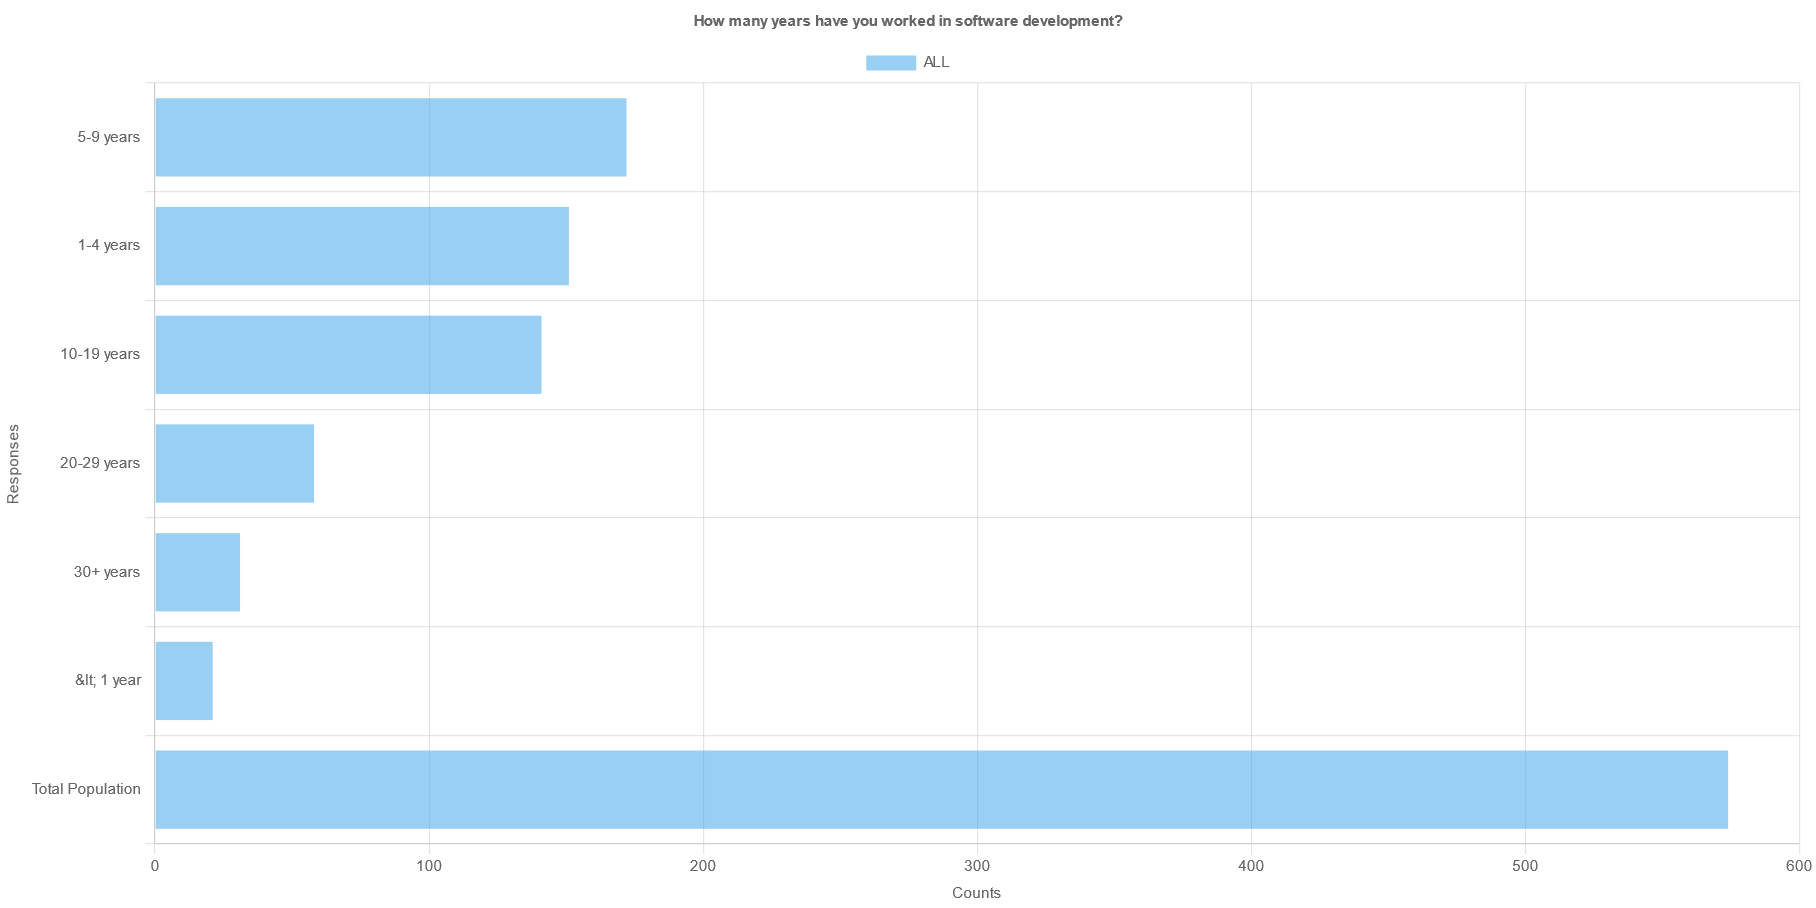 How many years have you worked in software development?
ALL
Responses
5-9 years
1-4 years
10-19 years
20-29 years
30+ years
&lt; 1 year
Total Population
0 100 200 300 400 500 600
Counts